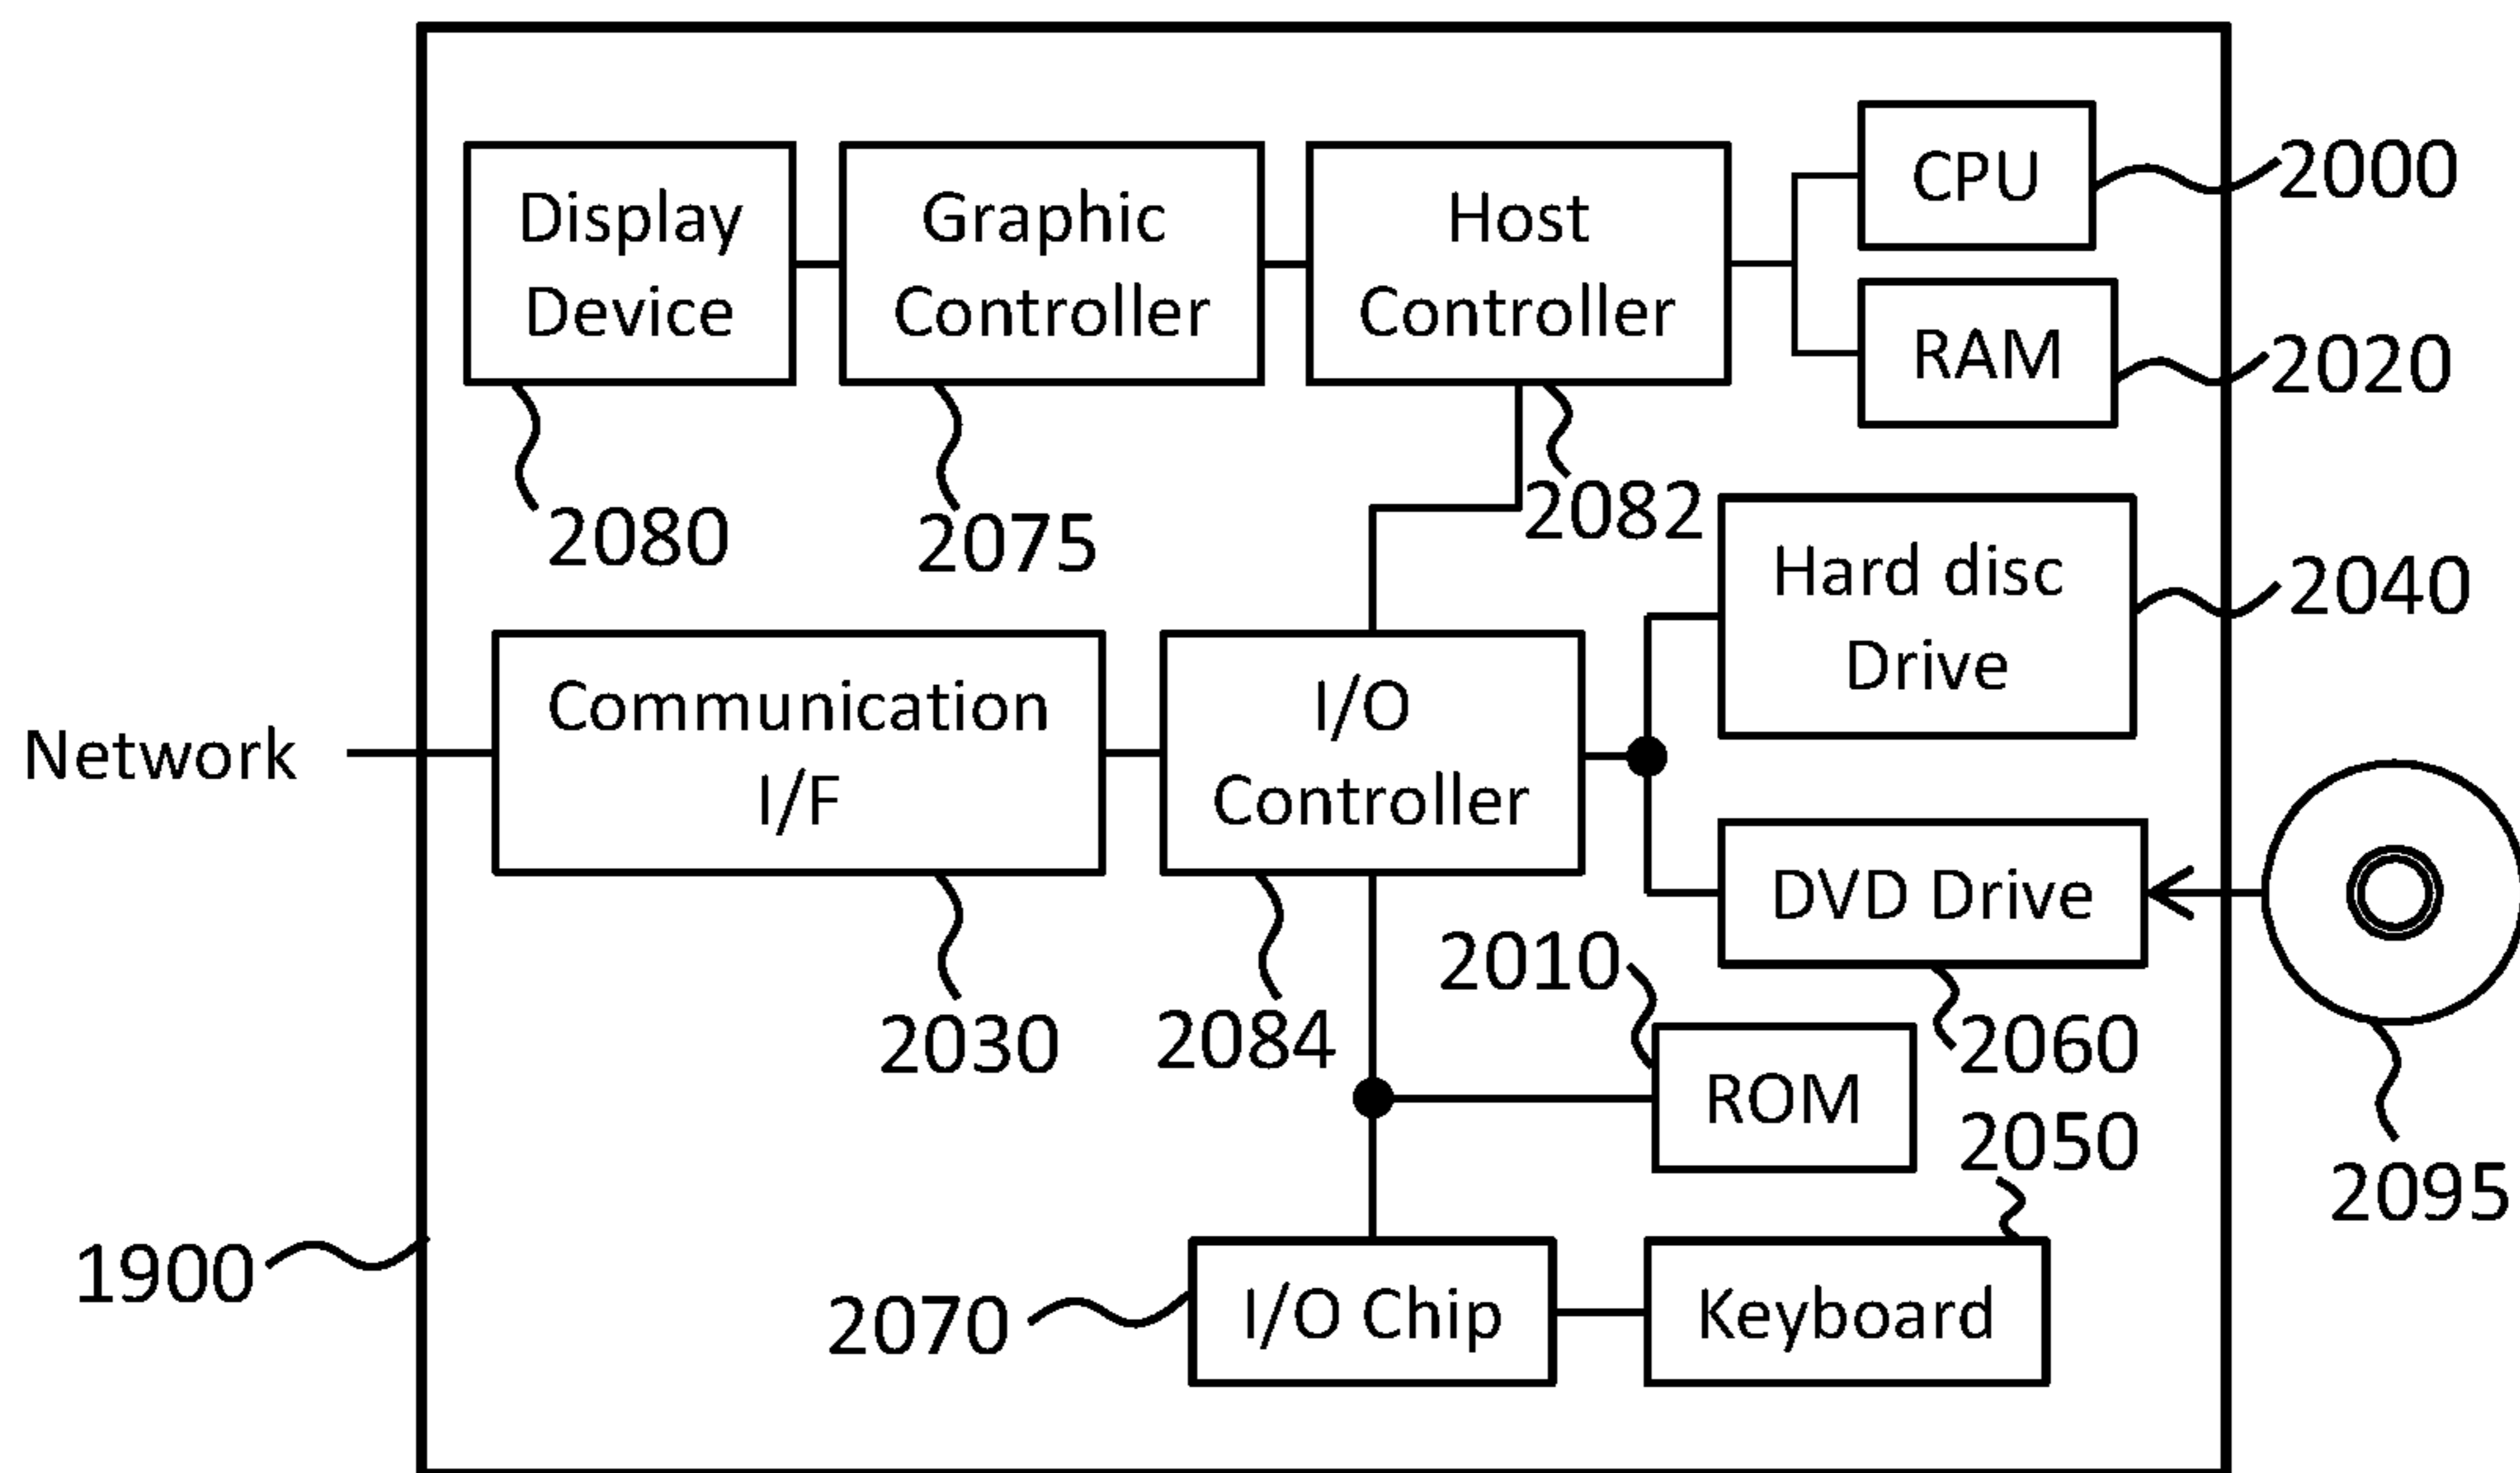 CPU
2000
Display
Device
Graphic
Controller
Host
Controller
RAM
2020
2080
2075
2082
Hard disc
Drive
2040
Network
Communication
I/F
I/O
Controller
DVD Drive
2030
2084
2010
2060
ROM
2050
2095
1900
2070
I/O Chip
Keyboard